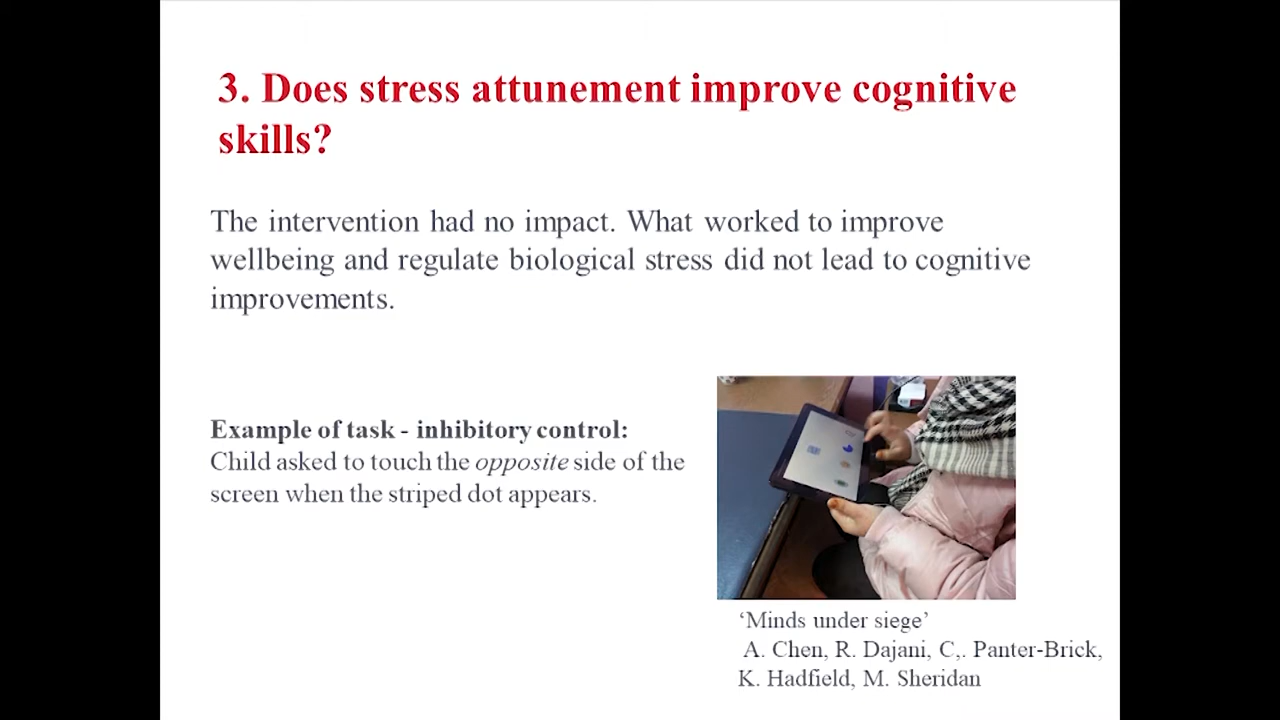 3. Does stress attunement improve cognitive
skills?
The intervention had no impact. What worked to improve
wellbeing and regulate biological stress did not lead to cognitive
improvements.
Example of task - inhibitory control:
Child asked to touch the opposite side of the
screen when the striped dot appears.
‘Minds under siege’
A. Chen, R. Dajani, C,. Panter-Brick,
K. Hadfield, M. Sheridan